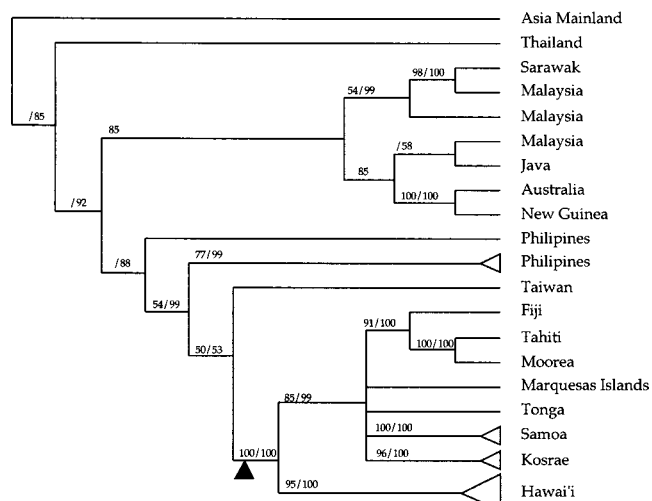 Asia Mainland
Thailand
Sarawak
98/100
Malaysia
54/99
Malaysia
/85
85
Malaysia
/58
Java
85
Australia
100/100
New Guinea
/92
Philipines
/88
77/99
Philipines
Taiwan
54/99
Fiji
91/100
Tahiti
100/100
50/53
Moorea
Marquesas Islands
85/99
Tonga
100/100
Samoa
100/100
96/100
Kosrae
95/100
Hawai'i